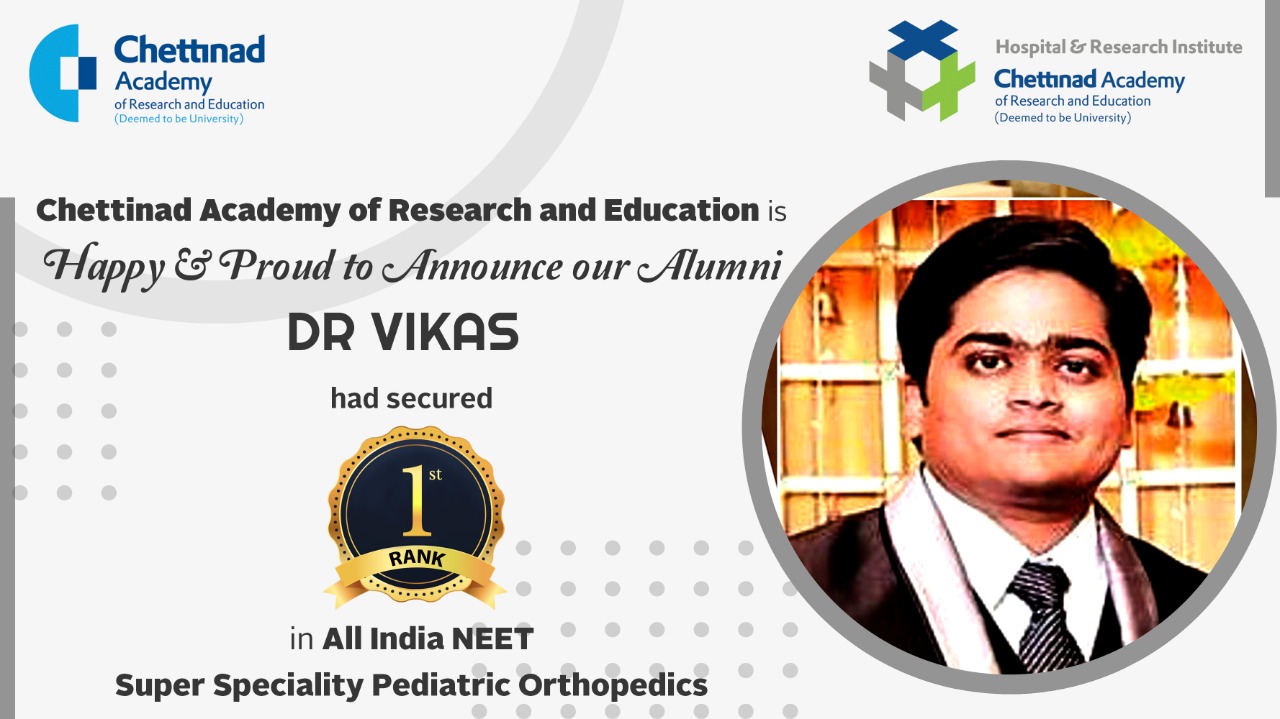 Chettinad
Academy
of Research and Education
(Deemed to be University)
Hospital & Research Institute
Chettinad Academy
of Research and Education
(Deemed to be University)
Chettinad Academy of Research and Education is
Happy & Proud to Announce our Alumni
DR VIKAS
had secured
1st
RANK
in All India NEET
Super Speciality Pediatric Orthopedics